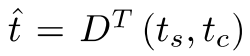 t̂ = D^T (t_s, t_c)